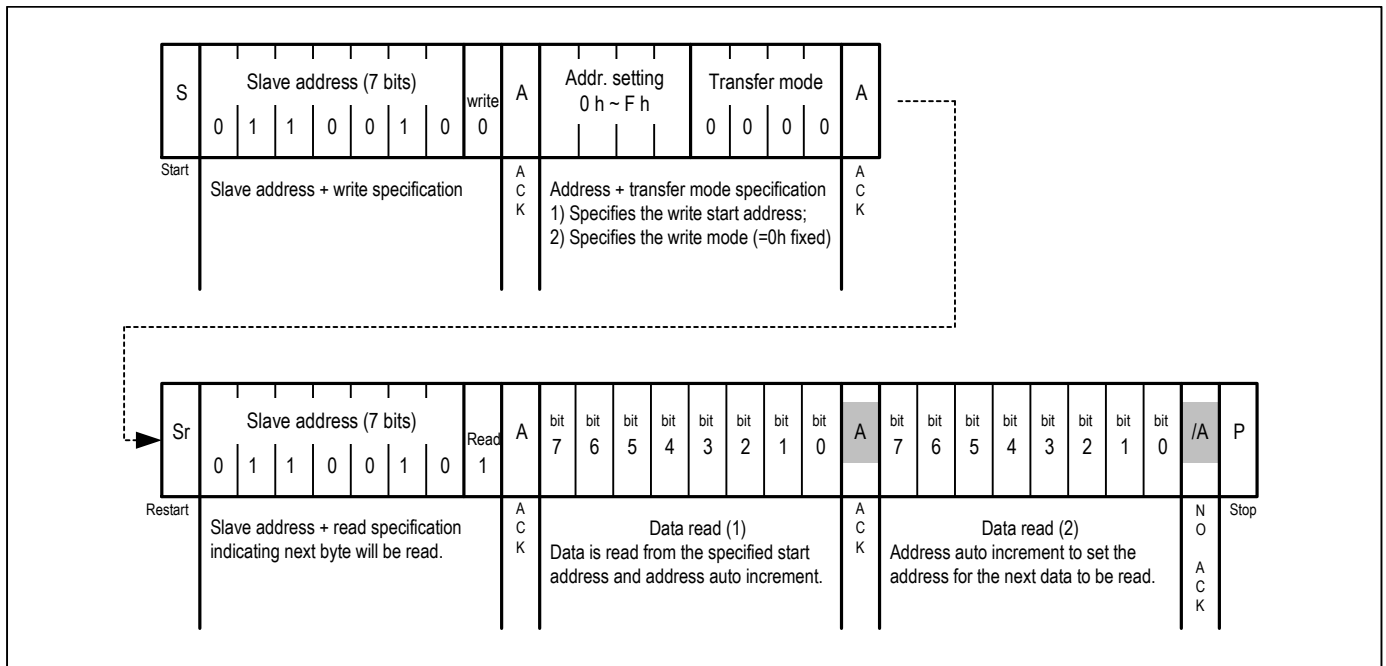 S
Slave address (7 bits)
0 1 1 0 0 1 0
write
0
A
Addr. setting
0 h ~ F h
Transfer mode
0 0 0 0
A
Start
Slave address + write specification
A
C
K
Address + transfer mode specification
1) Specifies the write start address;
2) Specifies the write mode (=0h fixed)
A
C
K
Sr
Slave address (7 bits)
0 1 1 0 0 1 0
Read
1
A
bit bit bit bit bit bit bit bit
7 6 5 4 3 2 1 0
A
bit bit bit bit bit bit bit bit
7 6 5 4 3 2 1 0
/A
P
Restart
Slave address + read specification
indicating next byte will be read.
A
C
K
Data read (1)
Data is read from the specified start
address and address auto increment.
A
C
K
Data read (2)
Address auto increment to set the
address for the next data to be read.
N
O
A
C
K
Stop